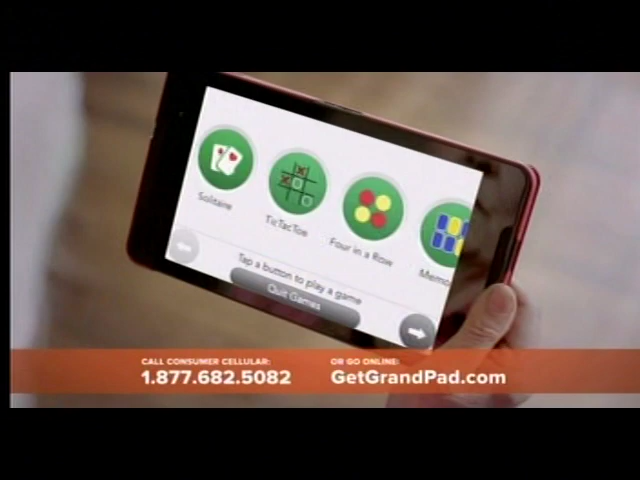 Solitaire
TicTacToe
Four in a Row
Memo
Tap a button to play a game
Quit Games
CALL CONSUMER CELLULAR:
1.877.682.5082
OR GO ONLINE:
GetGrandPad.com